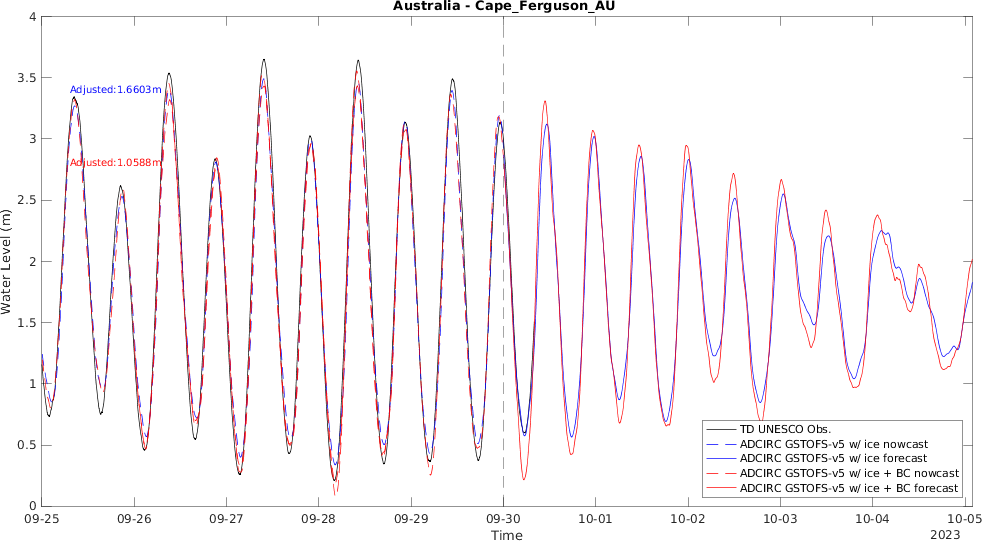 Australia - Cape_Ferguson_AU
4
3.5
3
2.5
2
1.5
1
0.5
0
Water Level (m)
Adjusted:1.6603m
Adjusted:1.0588m
TD UNESCO Obs.
ADCIRC GSTOFS-v5 w/ ice nowcast
ADCIRC GSTOFS-v5 w/ ice forecast
ADCIRC GSTOFS-v5 w/ ice + BC nowcast
ADCIRC GSTOFS-v5 w/ ice + BC forecast
09-25 09-26 09-27 09-28 09-29 09-30 10-01 10-02 10-03 10-04 10-05
Time
2023